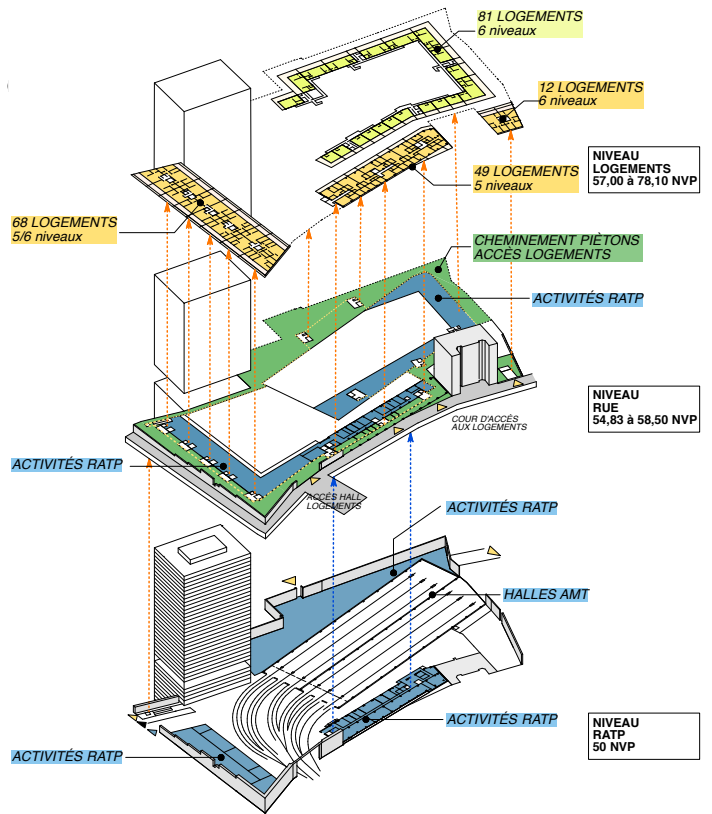 81 LOGEMENTS
6 niveaux
12 LOGEMENTS
6 niveaux
NIVEAU
LOGEMENTS
57,00 à 78,10 NVP
49 LOGEMENTS
5 niveaux
68 LOGEMENTS
5/6 niveaux
CHEMINEMENT PIÈTONS
ACCÈS LOGEMENTS
ACTIVITÉS RATP
NIVEAU
RUE
54,83 à 58,50 NVP
COUR D'ACCÈS
AUX LOGEMENTS
ACTIVITÉS RATP
ACCÈS HALL
LOGEMENTS
ACTIVITÉS RATP
HALLES AMT
ACTIVITÉS RATP
NIVEAU
RATP
50 NVP
ACTIVITÉS RATP